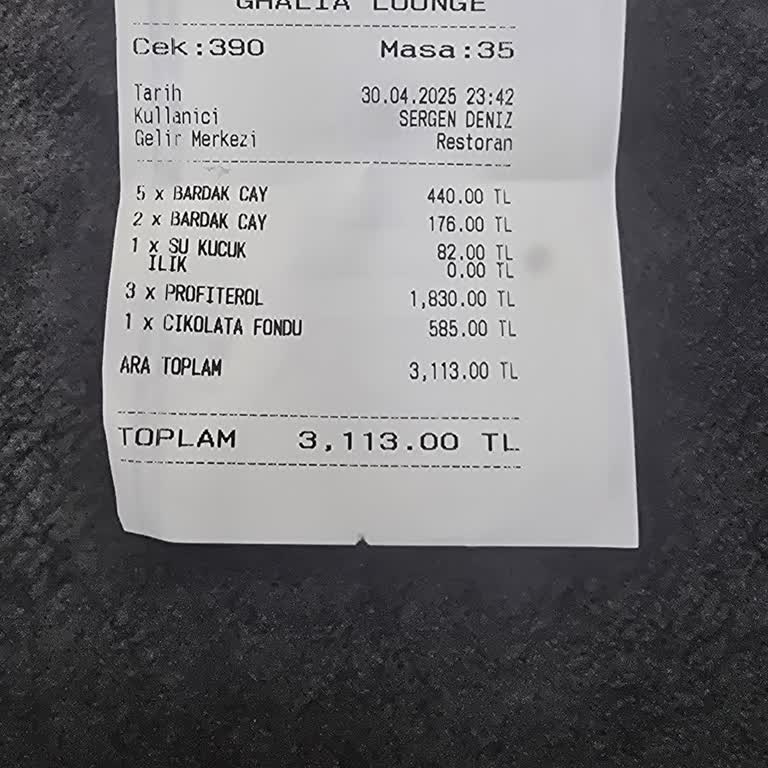 GHALIA LOUNGE
Cek:390 Masa:35
Tarih 30.04.2025 23:42
Kullanici SERGEN DENIZ
Gelir Merkezi Restoran
5 x BARDAK CAY 440.00 TL
2 x BARDAK CAY 176.00 TL
1 x SU KUCUK 82.00 TL
ILIK 0.00 TL
3 x PROFITEROL 1,830.00 TL
1 x CIKOLATA FONDU 585.00 TL
ARA TOPLAM 3,113.00 TL
TOPLAM 3,113.00 TL